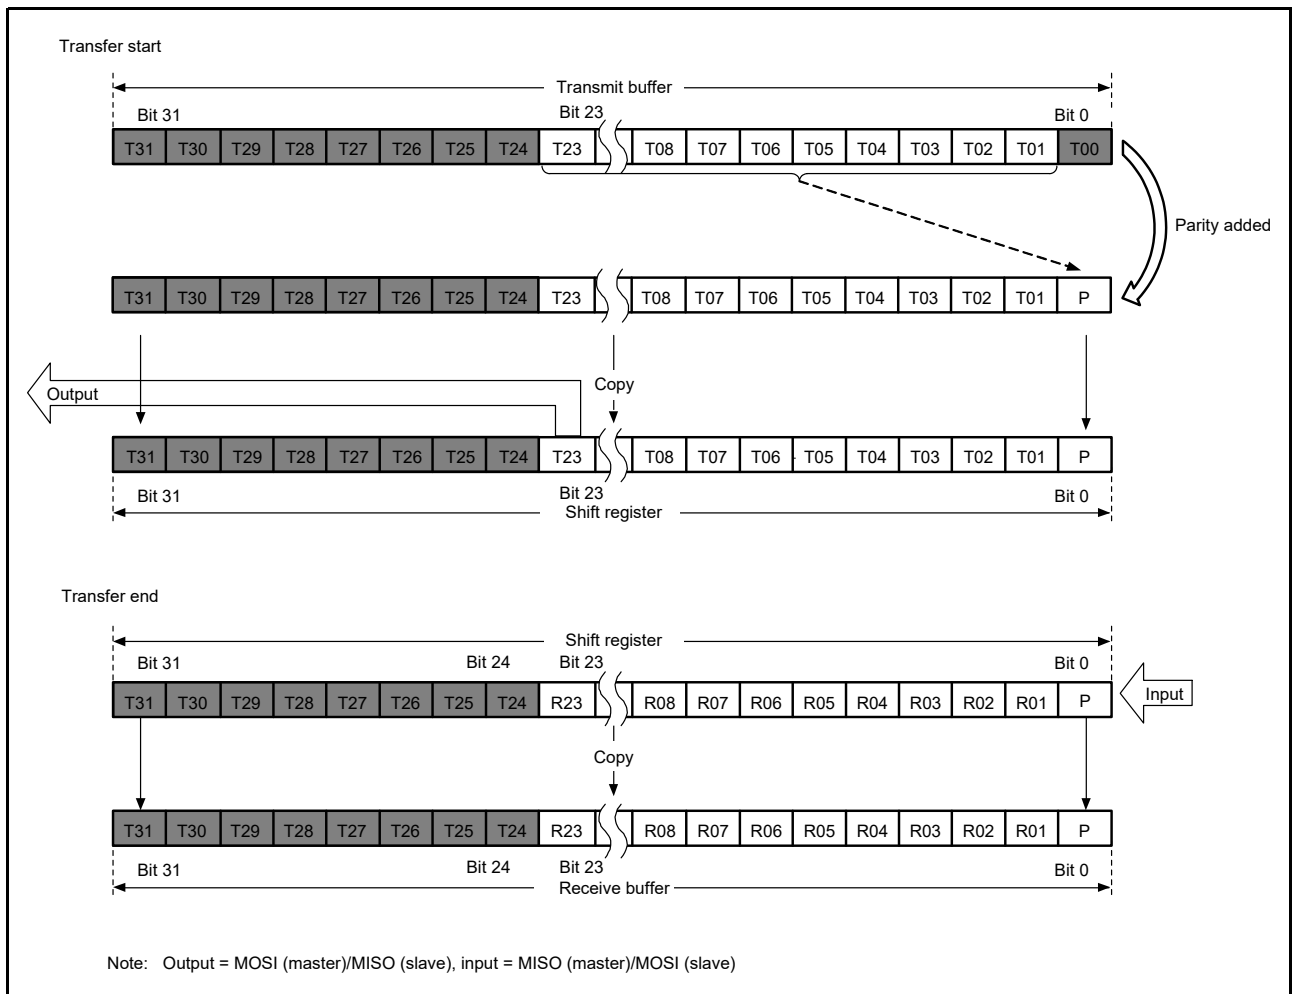 Transfer start
Transmit buffer
Bit 31 Bit 23 Bit 0
T31 T30 T29 T28 T27 T26 T25 T24 T23 T08 T07 T06 T05 T04 T03 T02 T01 T00
Parity added
T31 T30 T29 T28 T27 T26 T25 T24 T23 T08 T07 T06 T05 T04 T03 T02 T01 P
Output Copy
T31 T30 T29 T28 T27 T26 T25 T24 T23 T08 T07 T06 T05 T04 T03 T02 T01 P
Bit 31 Bit 23 Bit 0
Shift register
Transfer end
Shift register
Bit 31 Bit 24 Bit 23 Bit 0
T31 T30 T29 T28 T27 T26 T25 T24 R23 R08 R07 R06 R05 R04 R03 R02 R01 P Input
Copy
T31 T30 T29 T28 T27 T26 T25 T24 R23 R08 R07 R06 R05 R04 R03 R02 R01 P
Bit 31 Bit 24 Bit 23 Bit 0
Receive buffer
Note: Output = MOSI (master)/MISO (slave), input = MISO (master)/MOSI (slave)